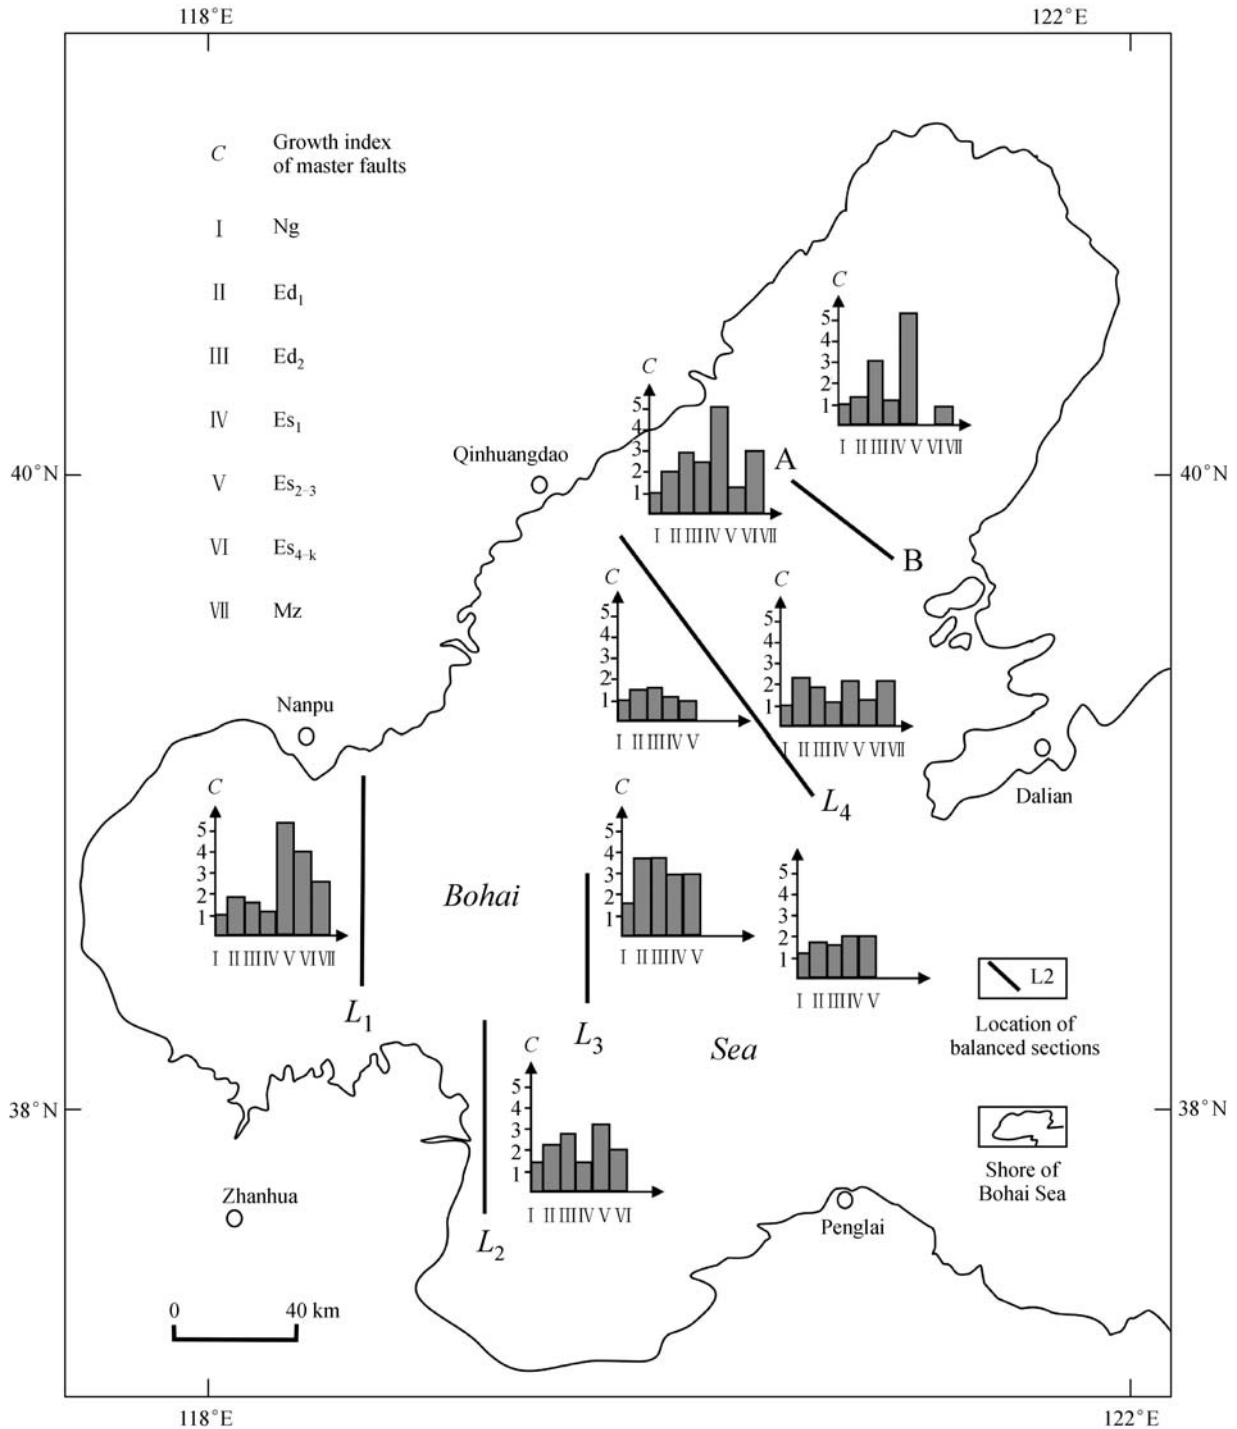 118°E
122°E
C
Growth index
of master faults
I
Ng
II
Ed1
III
Ed2
IV
Es1
V
Es2-3
VI
Es4-k
VII
Mz
C
5
4
3
2
1
I II III IV V VI VII
C
5
4
3
2
1
I II III IV V VI VII
Qinhuangdao
A
B
40°N
40°N
C
5
4
3
2
1
I II III IV V
C
5
4
3
2
1
I II III IV V VI VII
Nanpu
L4
Dalian
C
5
4
3
2
1
I II III IV V VI VII
L1
Bohai
C
5
4
3
2
1
I II III IV V
L3
5
4
3
2
1
I II III IV V
L2
Location of
balanced sections
Sea
C
5
4
3
2
1
I II III IV V VI
L2
38°N
38°N
Shore of
Bohai Sea
Zhanhua
Penglai
0 40 km
118°E
122°E